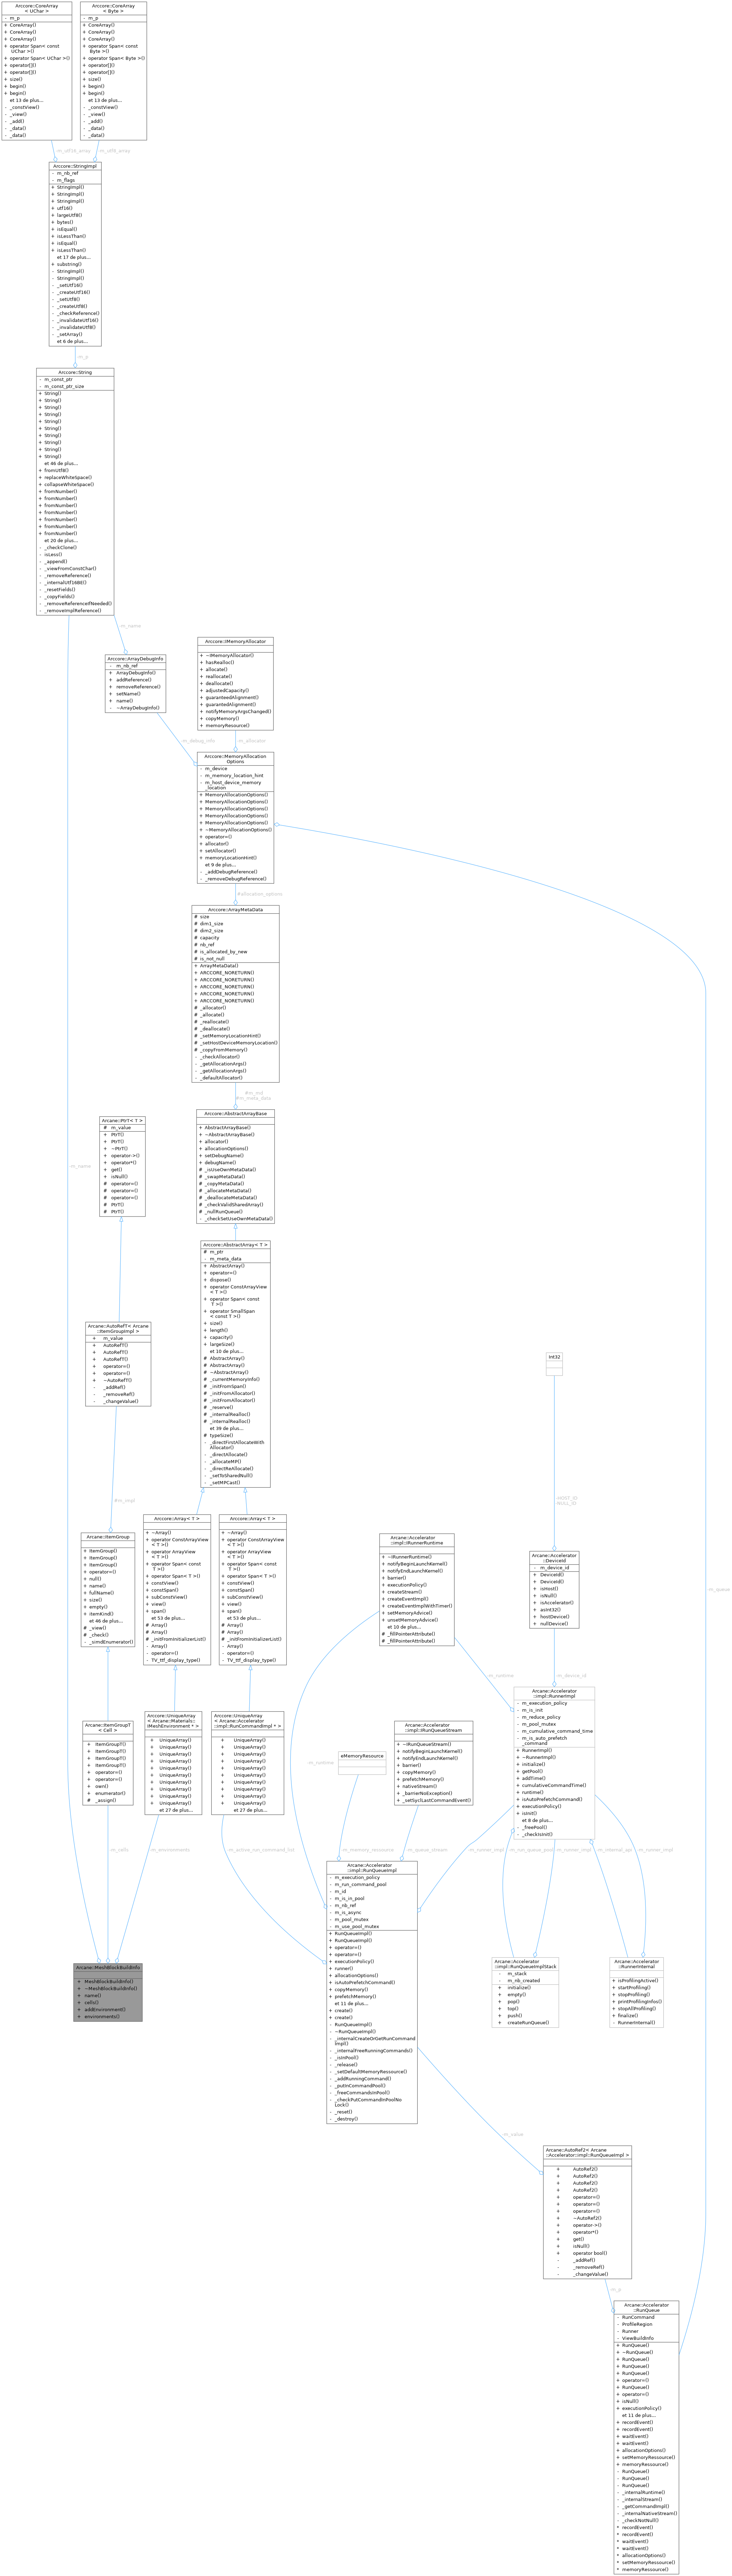 Arccore::CoreArray
< UChar >
- m_p
+ CoreArray()
+ CoreArray()
+ CoreArray()
+ operator Span< const
UChar >()
+ operator Span< UChar >()
+ operator[]()
+ operator[]()
+ size()
+ begin()
+ begin()
et 13 de plus...
- _constView()
- _view()
- _add()
- _data()
- _data()
Arccore::CoreArray
< Byte >
- m_p
+ CoreArray()
+ CoreArray()
+ CoreArray()
+ operator Span< const
Byte >()
+ operator Span< Byte >()
+ operator[]()
+ operator[]()
+ size()
+ begin()
+ begin()
et 13 de plus...
- _constView()
- _view()
- _add()
- _data()
- _data()
-m_utf16_array
-m_utf8_array
Arccore::StringImpl
- m_nb_ref
- m_flags
+ StringImpl()
+ StringImpl()
+ StringImpl()
+ utf16()
+ largeUtf8()
+ bytes()
+ isEqual()
+ isLessThan()
+ isEqual()
+ isLessThan()
et 17 de plus...
+ substring()
- StringImpl()
- StringImpl()
- _setUtf16()
- _createUtf16()
- _setUtf8()
- _createUtf8()
- _checkReference()
- _invalidateUtf16()
- _invalidateUtf8()
- _setArray()
et 6 de plus...
-m_p
Arccore::String
- m_const_ptr
- m_const_ptr_size
+ String()
+ String()
+ String()
+ String()
+ String()
+ String()
+ String()
+ String()
+ String()
+ String()
et 46 de plus...
+ fromUtf8()
+ replaceWhiteSpace()
+ collapseWhiteSpace()
+ fromNumber()
+ fromNumber()
+ fromNumber()
+ fromNumber()
+ fromNumber()
+ fromNumber()
+ fromNumber()
et 20 de plus...
- _checkClone()
- isLess()
- _append()
- _viewFromConstChar()
- _removeReference()
- _internalUtf16BE()
- _resetFields()
- _copyFields()
- _removeReferenceIfNeeded()
- _removeImplReference()
-m_name
Arccore::ArrayDebugInfo
- m_nb_ref
+ ArrayDebugInfo()
+ addReference()
+ removeReference()
+ setName()
+ name()
- ~ArrayDebugInfo()
Arccore::IMemoryAllocator
+ ~IMemoryAllocator()
+ hasRealloc()
+ allocate()
+ reallocate()
+ deallocate()
+ adjustedCapacity()
+ guaranteedAlignment()
+ guarantedAlignment()
+ notifyMemoryArgsChanged()
+ copyMemory()
+ memoryResource()
-m_debug_info
-m_allocator
Arccore::MemoryAllocation
Options
- m_device
- m_memory_location_hint
- m_host_device_memory
_location
+ MemoryAllocationOptions()
+ MemoryAllocationOptions()
+ MemoryAllocationOptions()
+ MemoryAllocationOptions()
+ MemoryAllocationOptions()
+ ~MemoryAllocationOptions()
+ operator=()
+ allocator()
+ setAllocator()
+ memoryLocationHint()
et 9 de plus...
- _addDebugReference()
- _removeDebugReference()
#allocation_options
Arccore::ArrayMetaData
# size
# dim1_size
# dim2_size
# capacity
# nb_ref
# is_allocated_by_new
# is_not_null
+ ArrayMetaData()
+ ARCCORE_NORETURN()
+ ARCCORE_NORETURN()
+ ARCCORE_NORETURN()
+ ARCCORE_NORETURN()
+ ARCCORE_NORETURN()
# _allocator()
# _allocate()
# _reallocate()
# _deallocate()
# _setMemoryLocationHint()
# _setHostDeviceMemoryLocation()
# _copyFromMemory()
- _checkAllocator()
- _getAllocationArgs()
- _getAllocationArgs()
- _defaultAllocator()
#m_md
#m_meta_data
Arccore::AbstractArrayBase
+ AbstractArrayBase()
+ ~AbstractArrayBase()
+ allocator()
+ allocationOptions()
+ setDebugName()
+ debugName()
# _isUseOwnMetaData()
# _swapMetaData()
# _copyMetaData()
# _allocateMetaData()
# _deallocateMetaData()
# _checkValidSharedArray()
# _nullRunQueue()
- _checkSetUseOwnMetaData()
Arcane::PtrT< T >
# m_value
+ PtrT()
+ PtrT()
+ ~PtrT()
+ operator->()
+ operator*()
+ get()
+ isNull()
# operator=()
# operator=()
# operator=()
# PtrT()
# PtrT()
-m_name
Arccore::AbstractArray< T >
# m_ptr
- m_meta_data
+ AbstractArray()
+ operator=()
+ dispose()
+ operator ConstArrayView
< T >()
+ operator Span< const
T >()
+ operator SmallSpan
< const T >()
+ size()
+ length()
+ capacity()
+ largeSize()
et 10 de plus...
# AbstractArray()
# AbstractArray()
# ~AbstractArray()
# _currentMemoryInfo()
# _initFromSpan()
# _initFromAllocator()
# _initFromAllocator()
# _reserve()
# _internalRealloc()
# _internalRealloc()
et 39 de plus...
# typeSize()
- _directFirstAllocateWith
Allocator()
- _directAllocate()
- _allocateMP()
- _directReAllocate()
- _setToSharedNull()
- _setMPCast()
Arcane::AutoRefT< Arcane
::ItemGroupImpl >
+ m_value
+ AutoRefT()
+ AutoRefT()
+ AutoRefT()
+ operator=()
+ operator=()
+ ~AutoRefT()
- _addRef()
- _removeRef()
- _changeValue()
Int32
#m_impl
-HOST_ID
-NULL_ID
Arcane::ItemGroup
+ ItemGroup()
+ ItemGroup()
+ ItemGroup()
+ operator=()
+ null()
+ name()
+ fullName()
+ size()
+ empty()
+ itemKind()
et 46 de plus...
# _view()
# _check()
- _simdEnumerator()
Arccore::Array< T >
+ ~Array()
+ operator ConstArrayView
< T >()
+ operator ArrayView
< T >()
+ operator Span< const
T >()
+ operator Span< T >()
+ constView()
+ constSpan()
+ subConstView()
+ view()
+ span()
et 53 de plus...
# Array()
# Array()
# _initFromInitializerList()
- Array()
- operator=()
- TV_ttf_display_type()
Arccore::Array< T >
+ ~Array()
+ operator ConstArrayView
< T >()
+ operator ArrayView
< T >()
+ operator Span< const
T >()
+ operator Span< T >()
+ constView()
+ constSpan()
+ subConstView()
+ view()
+ span()
et 53 de plus...
# Array()
# Array()
# _initFromInitializerList()
- Array()
- operator=()
- TV_ttf_display_type()
Arcane::Accelerator
::impl::IRunnerRuntime
+ ~IRunnerRuntime()
+ notifyBeginLaunchKernel()
+ notifyEndLaunchKernel()
+ barrier()
+ executionPolicy()
+ createStream()
+ createEventImpl()
+ createEventImplWithTimer()
+ setMemoryAdvice()
+ unsetMemoryAdvice()
et 10 de plus...
# _fillPointerAttribute()
# _fillPointerAttribute()
Arcane::Accelerator
::DeviceId
- m_device_id
+ DeviceId()
+ DeviceId()
+ isHost()
+ isNull()
+ isAccelerator()
+ asInt32()
+ hostDevice()
+ nullDevice()
-m_queue
-m_runtime
-m_device_id
Arcane::Accelerator
::impl::RunnerImpl
- m_execution_policy
- m_is_init
- m_reduce_policy
- m_pool_mutex
- m_cumulative_command_time
- m_is_auto_prefetch
_command
+ RunnerImpl()
+ ~RunnerImpl()
+ initialize()
+ getPool()
+ addTime()
+ cumulativeCommandTime()
+ runtime()
+ isAutoPrefetchCommand()
+ executionPolicy()
+ isInit()
et 8 de plus...
- _freePool()
- _checkIsInit()
Arcane::ItemGroupT
< Cell >
+ ItemGroupT()
+ ItemGroupT()
+ ItemGroupT()
+ ItemGroupT()
+ operator=()
+ operator=()
+ own()
+ enumerator()
# _assign()
Arccore::UniqueArray
< Arcane::Materials::
IMeshEnvironment * >
+ UniqueArray()
+ UniqueArray()
+ UniqueArray()
+ UniqueArray()
+ UniqueArray()
+ UniqueArray()
+ UniqueArray()
+ UniqueArray()
+ UniqueArray()
+ UniqueArray()
et 27 de plus...
Arccore::UniqueArray
< Arcane::Accelerator
::impl::RunCommandImpl * >
+ UniqueArray()
+ UniqueArray()
+ UniqueArray()
+ UniqueArray()
+ UniqueArray()
+ UniqueArray()
+ UniqueArray()
+ UniqueArray()
+ UniqueArray()
+ UniqueArray()
et 27 de plus...
eMemoryResource
Arcane::Accelerator
::impl::IRunQueueStream
+ ~IRunQueueStream()
+ notifyBeginLaunchKernel()
+ notifyEndLaunchKernel()
+ barrier()
+ copyMemory()
+ prefetchMemory()
+ nativeStream()
+ _barrierNoException()
+ _setSyclLastCommandEvent()
-m_runtime
-m_cells
-m_environments
-m_active_run_command_list
-m_memory_ressource
-m_queue_stream
-m_runner_impl
-m_run_queue_pool
-m_runner_impl
-m_internal_api
-m_runner_impl
Arcane::MeshBlockBuildInfo
+ MeshBlockBuildInfo()
+ ~MeshBlockBuildInfo()
+ name()
+ cells()
+ addEnvironment()
+ environments()
Arcane::Accelerator
::impl::RunQueueImpl
- m_execution_policy
- m_run_command_pool
- m_id
- m_is_in_pool
- m_nb_ref
- m_is_async
- m_pool_mutex
- m_use_pool_mutex
+ RunQueueImpl()
+ RunQueueImpl()
+ operator=()
+ operator=()
+ executionPolicy()
+ runner()
+ allocationOptions()
+ isAutoPrefetchCommand()
+ copyMemory()
+ prefetchMemory()
et 11 de plus...
+ create()
+ create()
- RunQueueImpl()
- ~RunQueueImpl()
- _internalCreateOrGetRunCommand
Impl()
- _internalFreeRunningCommands()
- _isInPool()
- _release()
- _setDefaultMemoryRessource()
- _addRunningCommand()
- _putInCommandPool()
- _freeCommandsInPool()
- _checkPutCommandInPoolNo
Lock()
- _reset()
- _destroy()
Arcane::Accelerator
::impl::RunQueueImplStack
- m_stack
- m_nb_created
+ initialize()
+ empty()
+ pop()
+ top()
+ push()
+ createRunQueue()
Arcane::Accelerator
::RunnerInternal
+ isProfilingActive()
+ startProfiling()
+ stopProfiling()
+ printProfilingInfos()
+ stopAllProfiling()
+ finalize()
- RunnerInternal()
-m_value
Arcane::AutoRef2< Arcane
::Accelerator::impl::RunQueueImpl >
+ AutoRef2()
+ AutoRef2()
+ AutoRef2()
+ AutoRef2()
+ operator=()
+ operator=()
+ operator=()
+ ~AutoRef2()
+ operator->()
+ operator*()
+ get()
+ isNull()
+ operator bool()
- _addRef()
- _removeRef()
- _changeValue()
-m_p
Arcane::Accelerator
::RunQueue
- RunCommand
- ProfileRegion
- Runner
- ViewBuildInfo
+ RunQueue()
+ ~RunQueue()
+ RunQueue()
+ RunQueue()
+ RunQueue()
+ operator=()
+ RunQueue()
+ operator=()
+ isNull()
+ executionPolicy()
et 11 de plus...
+ recordEvent()
+ recordEvent()
+ waitEvent()
+ waitEvent()
+ allocationOptions()
+ setMemoryRessource()
+ memoryRessource()
- RunQueue()
- RunQueue()
- RunQueue()
- _internalRuntime()
- _internalStream()
- _getCommandImpl()
- _internalNativeStream()
- _checkNotNull()
* recordEvent()
* recordEvent()
* waitEvent()
* waitEvent()
* allocationOptions()
* setMemoryRessource()
* memoryRessource()